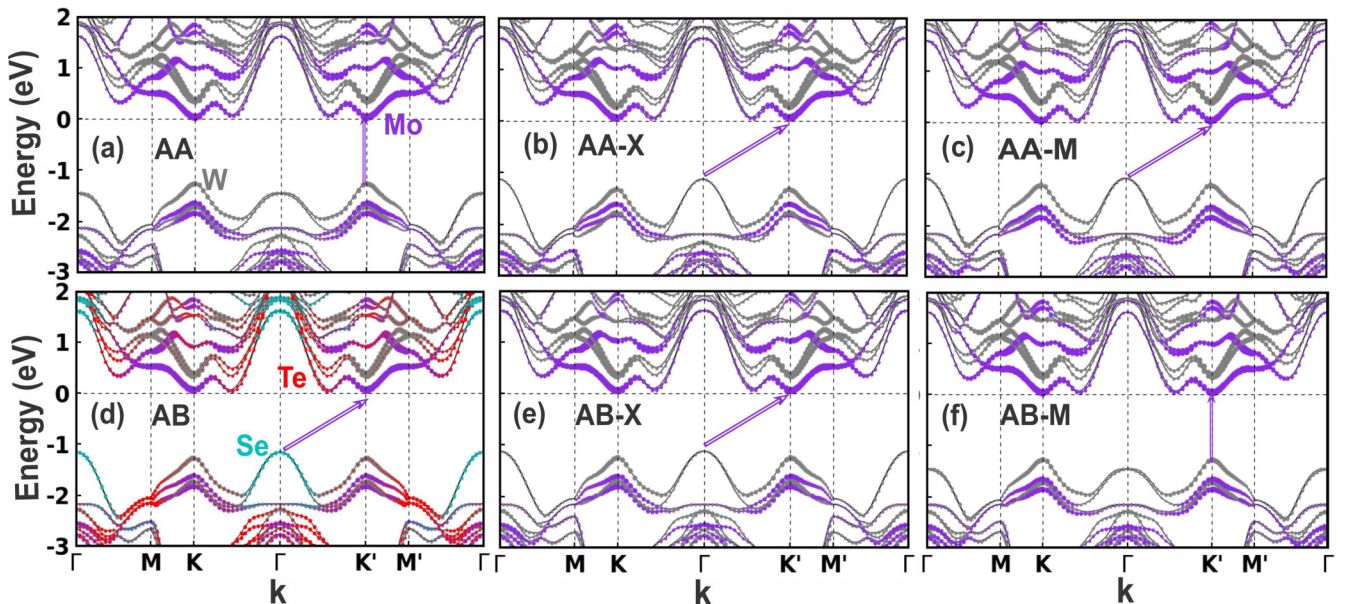 2
1
0
-1
-2
-3
Energy (eV)
(a) AA
W
Mo
(b) AA-X
(c) AA-M
2
1
0
-1
-2
-3
Energy (eV)
(d) AB
Te
Se
(e) AB-X
(f) AB-M
Γ M K Γ K' M' Γ
Γ M K Γ K' M' Γ
Γ M K Γ K' M' Γ
k
k
k